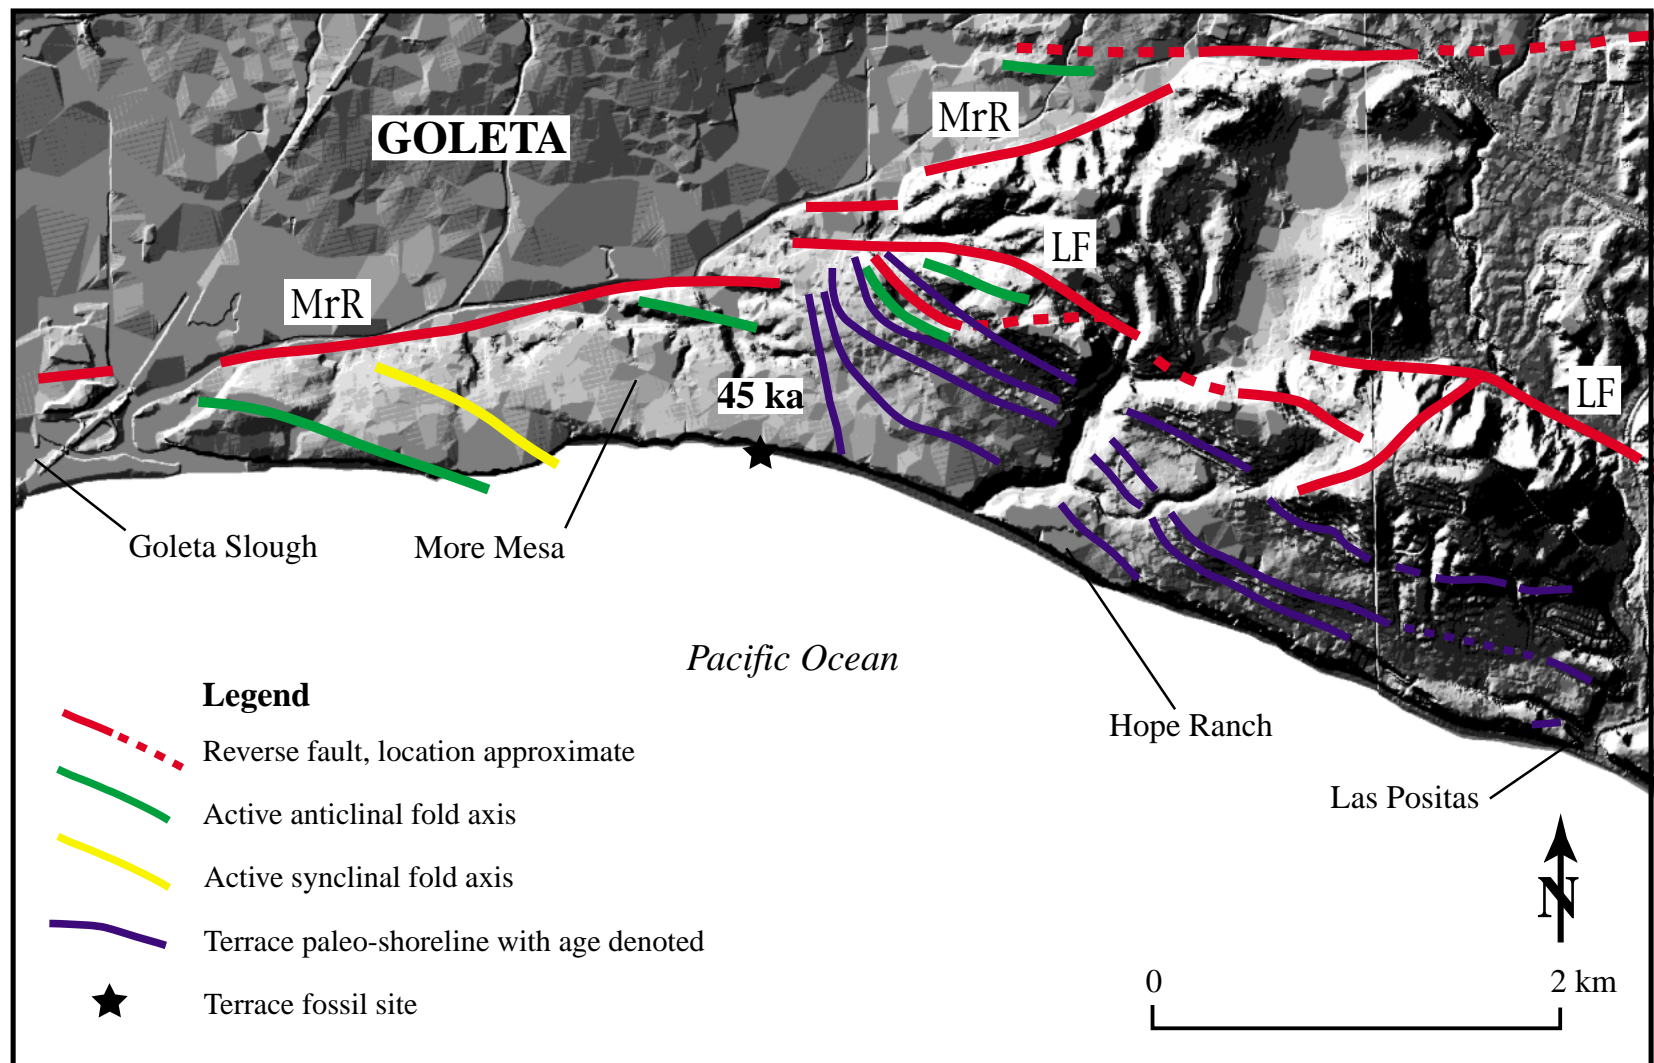 GOLETA
MrR
LF
MrR
LF
45 ka
Goleta Slough
More Mesa
Pacific Ocean
Hope Ranch
Las Positas
Legend
Reverse fault, location approximate
Active anticlinal fold axis
Active synclinal fold axis
Terrace paleo-shoreline with age denoted
Terrace fossil site
N
0 2 km